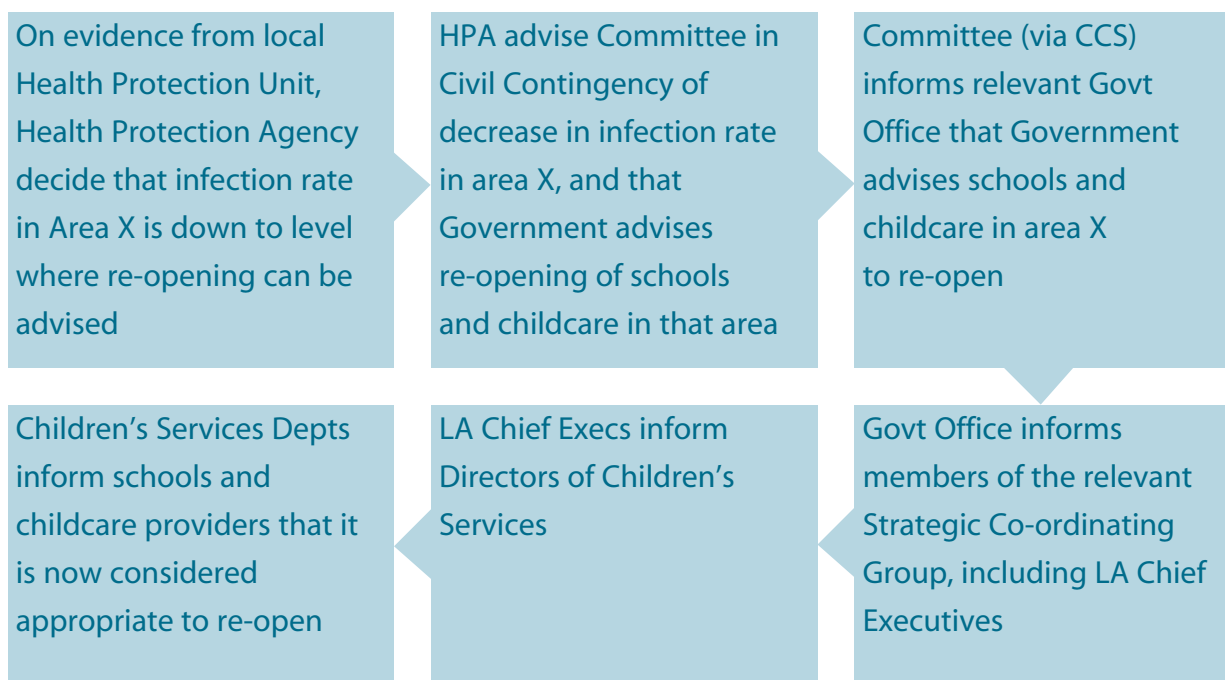 On evidence from local
Health Protection Unit,
Health Protection Agency
decide that infection rate
in Area X is down to level
where re-opening can be
advised
HPA advise Committee in
Civil Contingency of
decrease in infection rate
in area X, and that
Government advises
re-opening of schools
and childcare in that area
Committee (via CCS)
informs relevant Govt
Office that Government
advises schools and
childcare in area X
to re-open
Govt Office informs
members of the relevant
Strategic Co-ordinating
Group, including LA Chief
Executives
LA Chief Execs inform
Directors of Children’s
Services
Children’s Services Depts
inform schools and
childcare providers that it
is now considered
appropriate to re-open